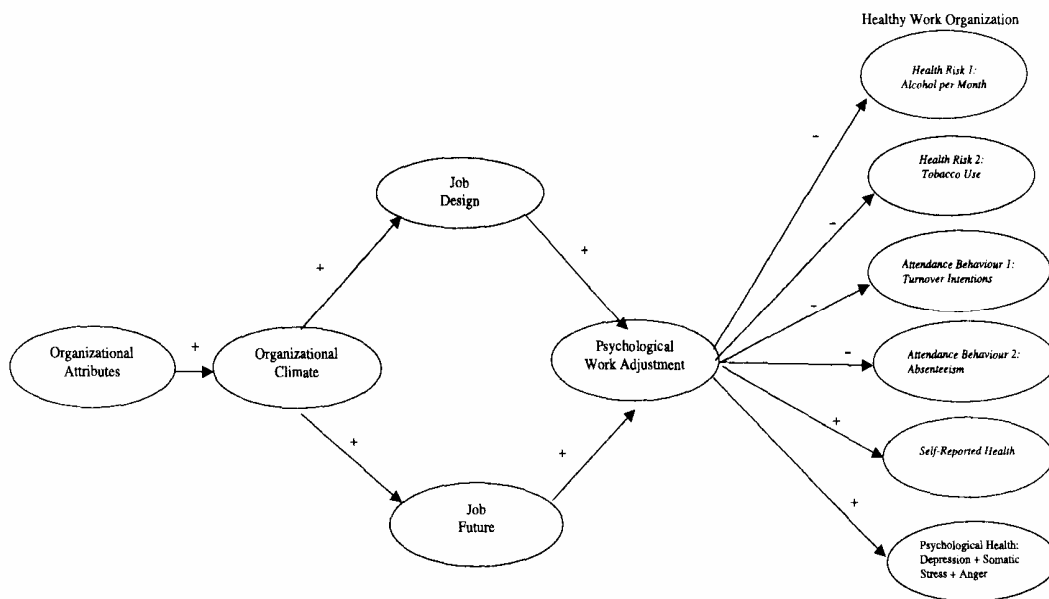 Healthy Work Organization
Health Risk 1:
Alcohol per Month
-
Health Risk 2:
Tobacco Use
-
Job
Design
+
+
Attendance Behaviour 1:
Turnover Intentions
-
Organizational
Attributes
+
Organizational
Climate
Psychological
Work Adjustment
-
Attendance Behaviour 2:
Absenteeism
+
+
+
Self-Reported Health
+
Job
Future
Psychological Health:
Depression + Somatic
Stress + Anger